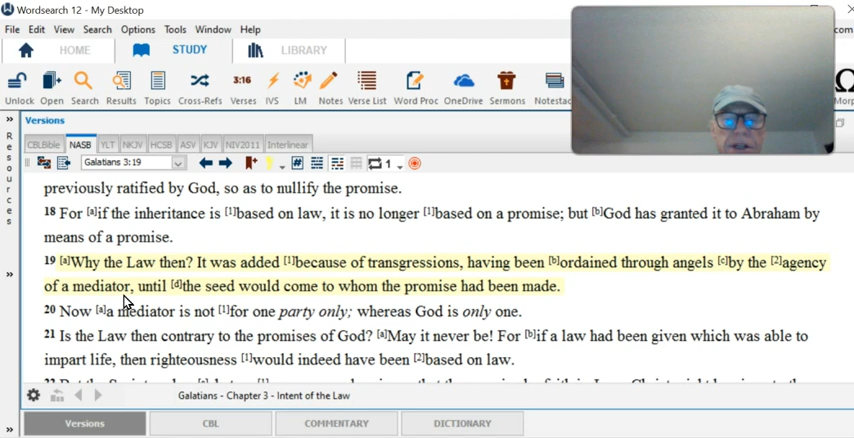 Wordsearch 12 - My Desktop
File Edit View Search Options Tools Window Help
HOME STUDY LIBRARY
3:16
Unlock Open Search Results Topics Cross-Refs Verses IVS LM Notes Verse List Word Proc OneDrive Sermons Notestac
Versions
CBLBible NASB YLT NKJV HCSB ASV KJV NIV2011 Interlinear
Galatians 3:19 1
Resources
previously ratified by God, so as to nullify the promise.
18 For [a]if the inheritance is [1]based on law, it is no longer [1]based on a promise; but [b]God has granted it to Abraham by
means of a promise.
19 [a]Why the Law then? It was added [1]because of transgressions, having been [b]ordained through angels [c]by the [2]agency
of a mediator, until [d]the seed would come to whom the promise had been made.
20 Now [a]a mediator is not [1]for one party only; whereas God is only one.
21 Is the Law then contrary to the promises of God? [a]May it never be! For [b]if a law had been given which was able to
impart life, then righteousness [1]would indeed have been [2]based on law.
Galatians - Chapter 3 - Intent of the Law
Versions CBL COMMENTARY DICTIONARY